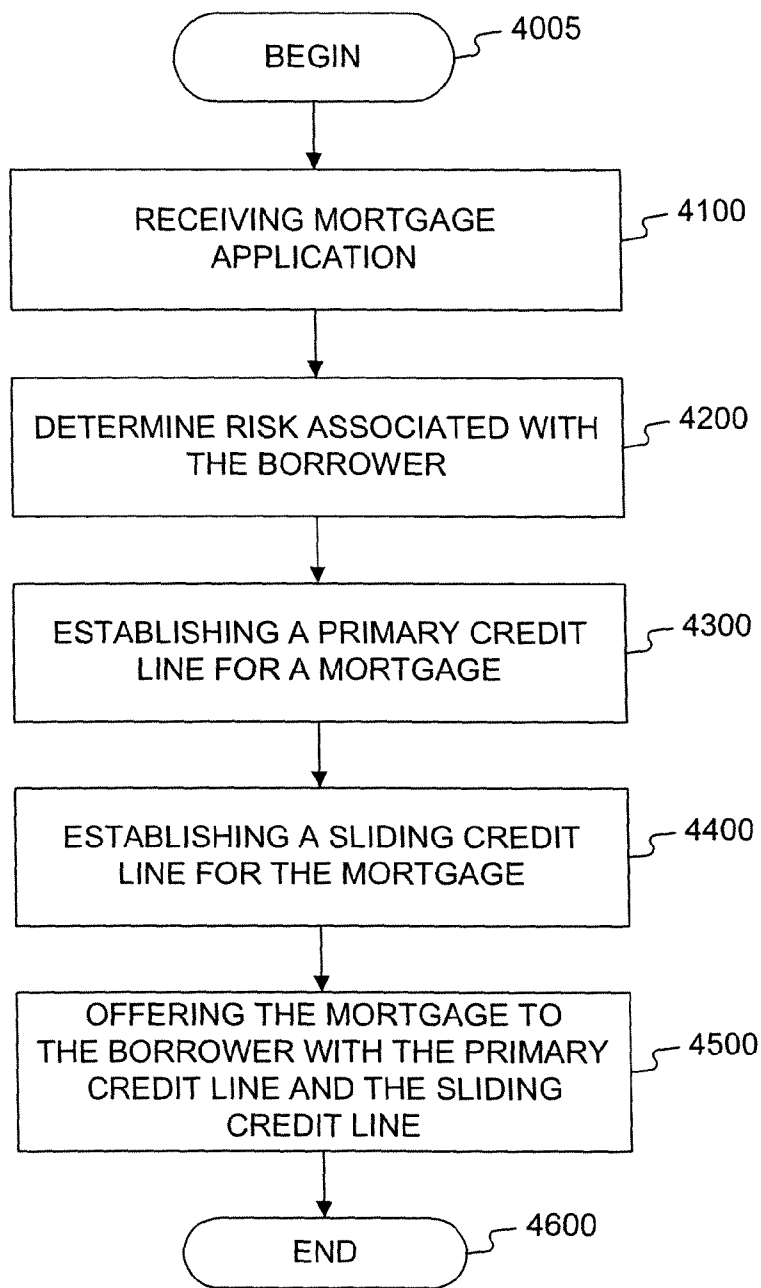 BEGIN
4005
RECEIVING MORTGAGE
APPLICATION
4100
DETERMINE RISK ASSOCIATED WITH
THE BORROWER
4200
ESTABLISHING A PRIMARY CREDIT
LINE FOR A MORTGAGE
4300
ESTABLISHING A SLIDING CREDIT
LINE FOR THE MORTGAGE
4400
OFFERING THE MORTGAGE TO
THE BORROWER WITH THE PRIMARY
CREDIT LINE AND THE SLIDING
CREDIT LINE
4500
END
4600